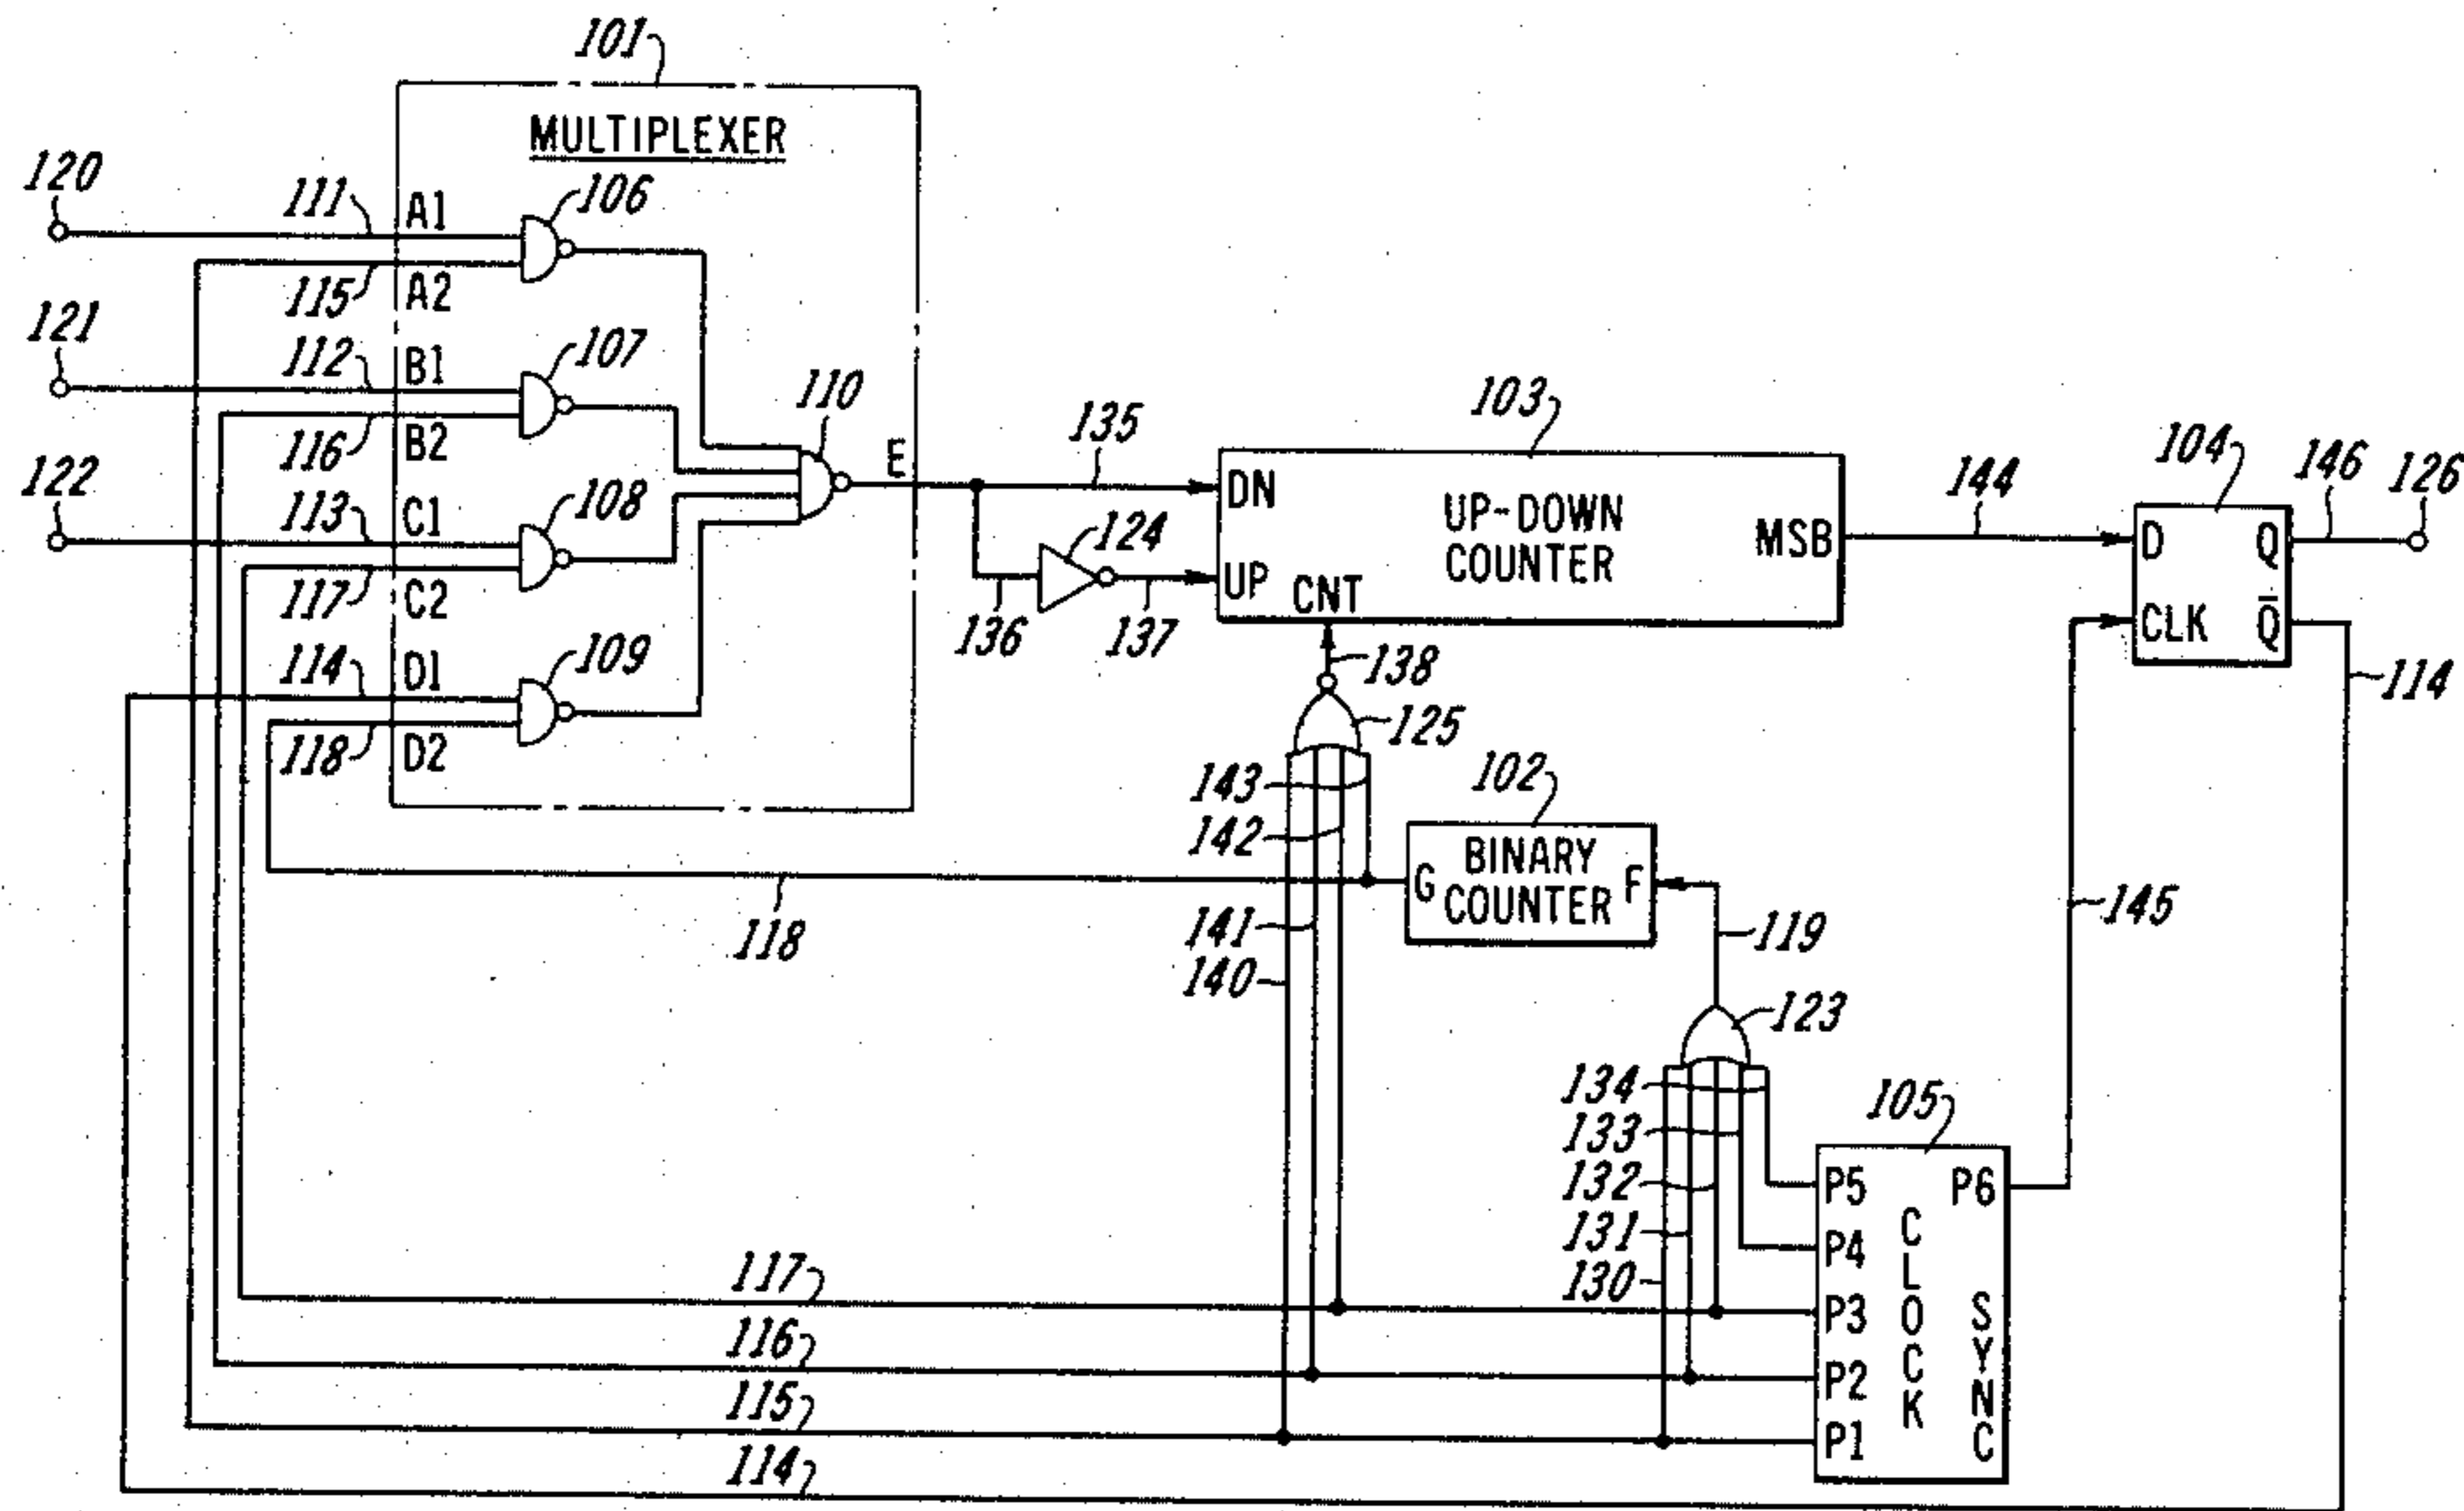 101
MULTIPLEXER
120
111
A1
106
115
A2
121
112
B1
107
116
B2
110
122
113
C1
108
E
135
117
C2
114
D1
109
118
D2
103
DN
UP-DOWN
COUNTER
MSB
UP
CNT
124
136
137
138
144
104
146
126
D
Q
CLK
Q̄
114
125
143
142
141
140
102
BINARY
COUNTER
G
F
118
119
145
123
134
133
132
131
130
105
P5
P6
P4
P3
P2
P1
CLOCK
SYNC
117
116
115
114